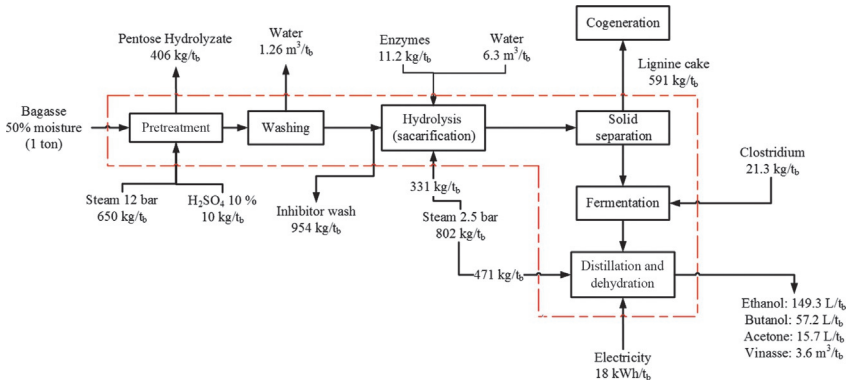 Cogeneration
Pentose Hydrolyzate
406 kg/t_b
Water
1.26 m³/t_b
Enzymes
11.2 kg/t_b
Water
6.3 m³/t_b
Lignine cake
591 kg/t_b
Bagasse
50% moisture
(1 ton)
Pretreatment
Washing
Hydrolysis
(sacarification)
Solid
separation
Clostridium
21.3 kg/t_b
Steam 12 bar
650 kg/t_b
H₂SO₄ 10 %
10 kg/t_b
Inhibitor wash
954 kg/t_b
331 kg/t_b
Steam 2.5 bar
802 kg/t_b
Fermentation
471 kg/t_b
Distillation and
dehydration
Ethanol: 149.3 L/t_b
Butanol: 57.2 L/t_b
Acetone: 15.7 L/t_b
Vinasse: 3.6 m³/t_b
Electricity
18 kWh/t_b